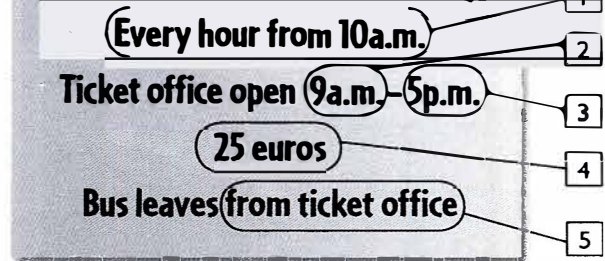 Every hour from 10a.m.
1
2
Ticket office open 9a.m.–5p.m.
3
25 euros
4
Bus leaves from ticket office
5